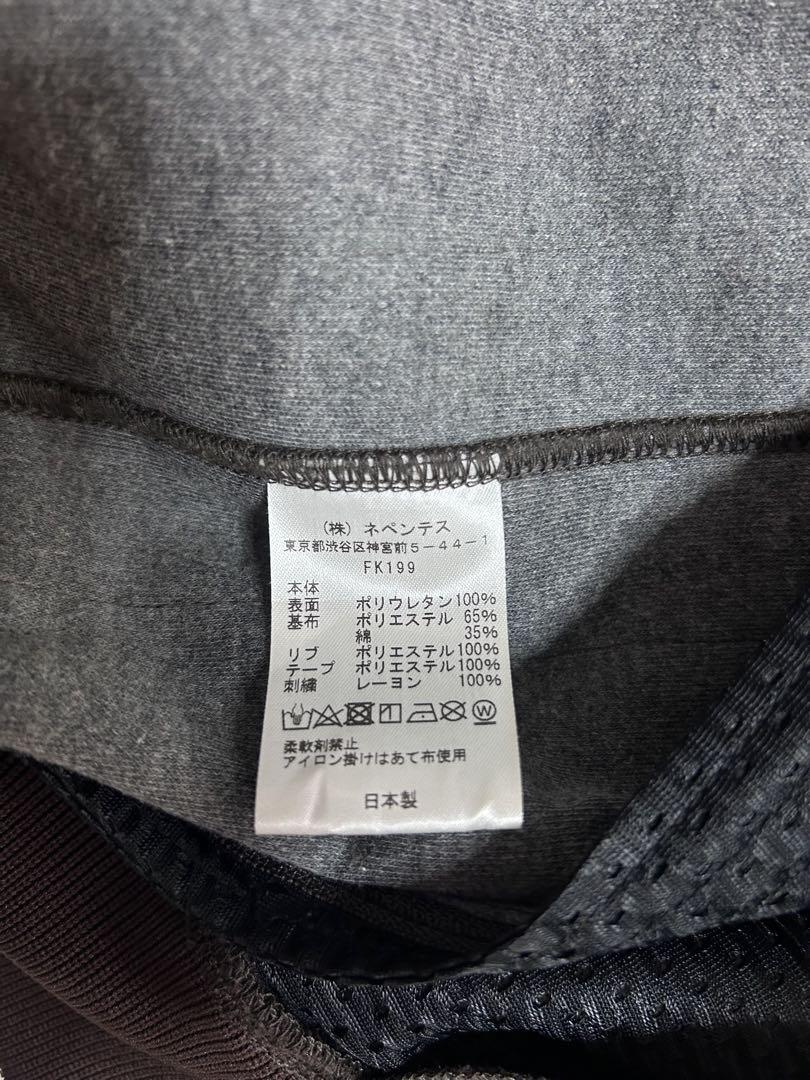 (株)ネペンテス
東京都渋谷区神宮前5-44-1
FK199
本体
表面 ポリウレタン100%
基布 ポリエステル 65%
綿 35%
リブ ポリエステル100%
テープ ポリエステル100%
刺繍 レーヨン 100%
柔軟剤禁止
アイロン掛けはあて布使用
日本製